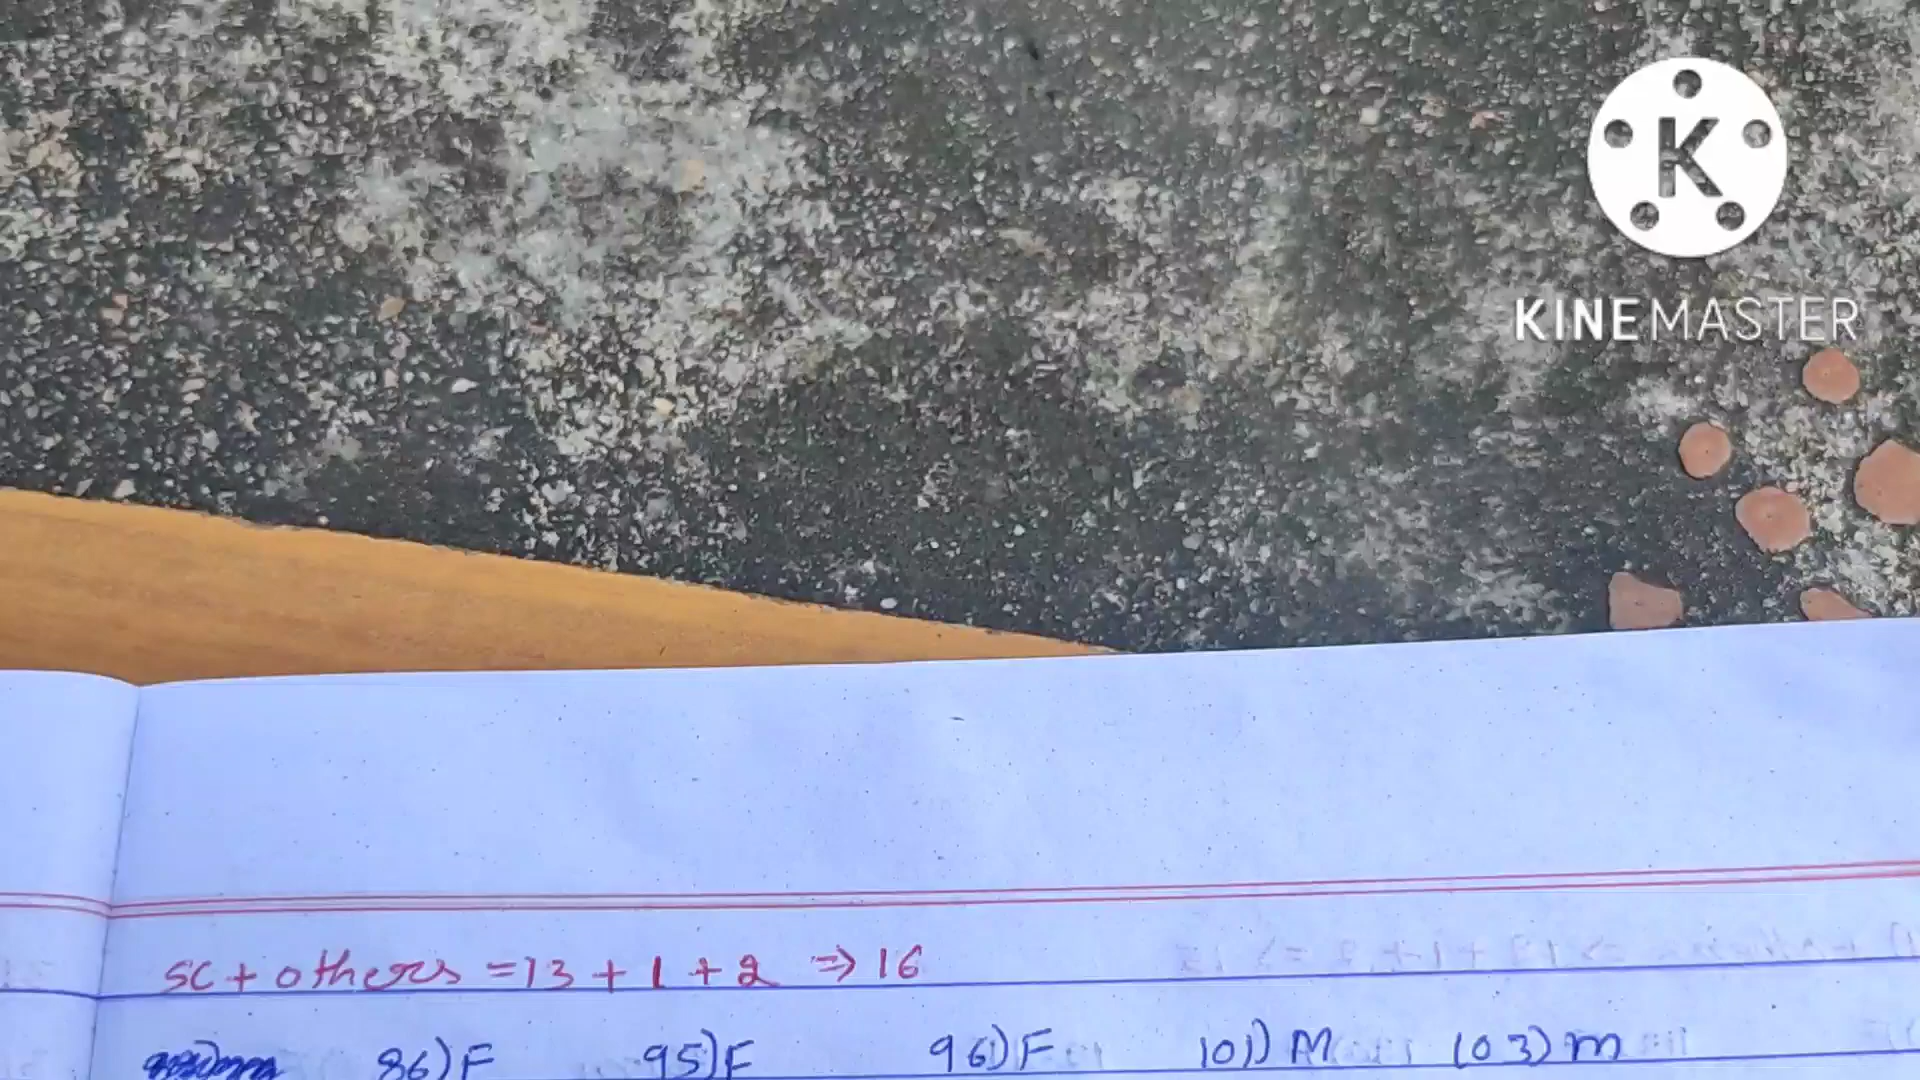 K
KINEMASTER
SC + others = 13 + 1 + 2 => 16
86) F 95) F 96) F 101) M 103) m